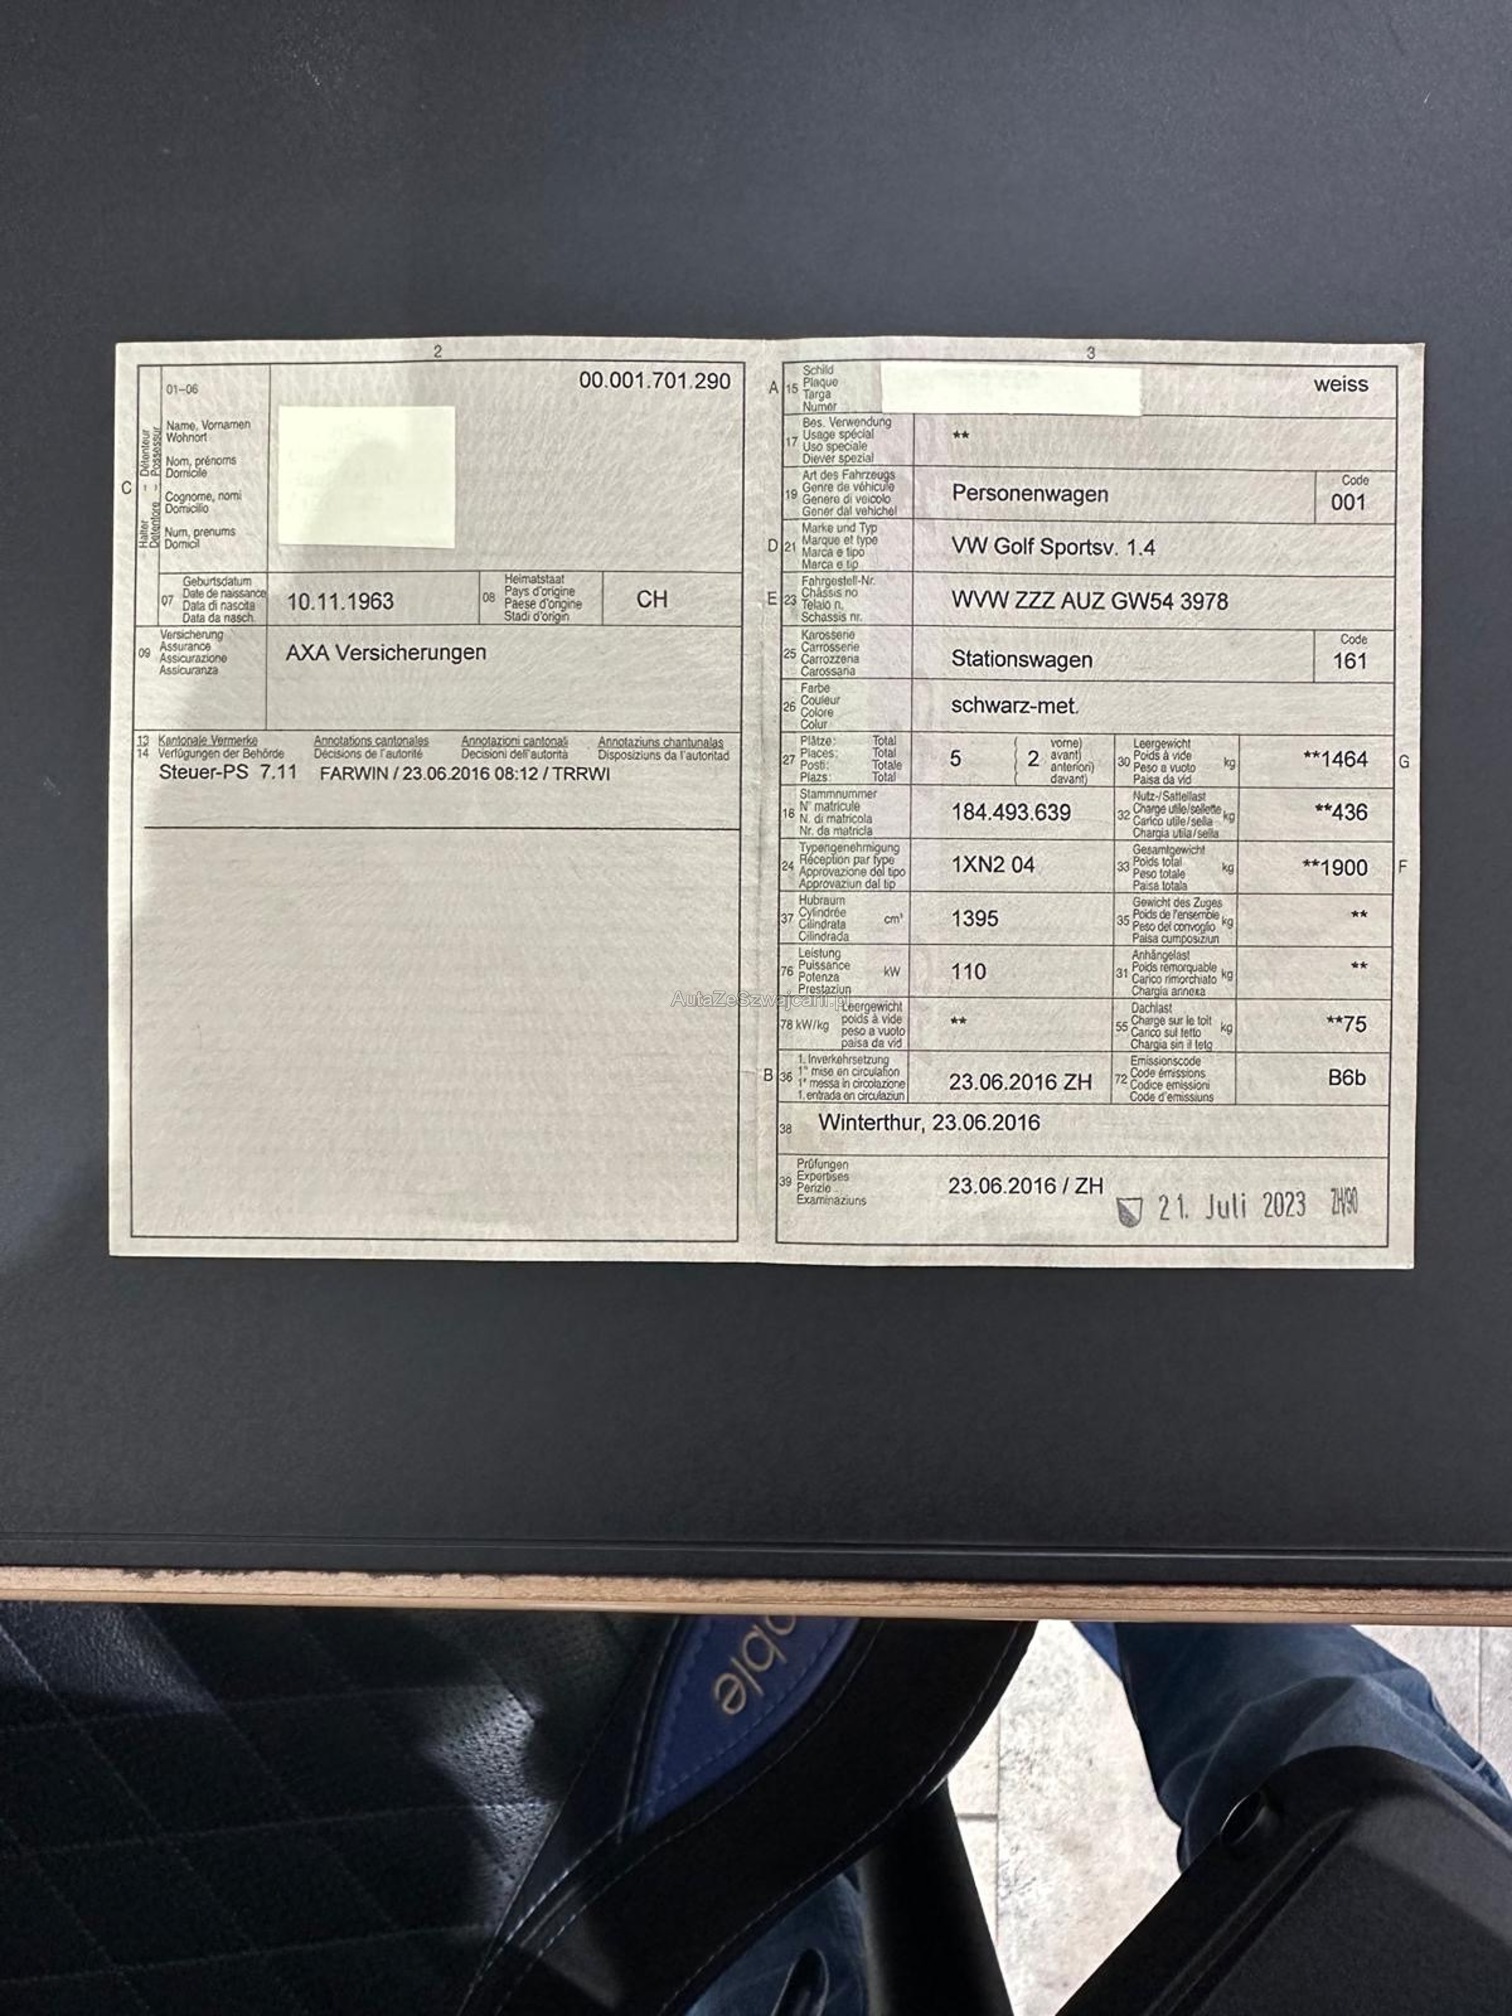 2
01–06
00.001.701.290
C
Halter – Détenteur
Detentore – Possessur
Name, Vornamen
Wohnort
Nom, prénoms
Domicile
Cognome, nomi
Domicilio
Num, prenums
Domicil
07
Geburtsdatum
Date de naissance
Data di nascita
Data da nasch.
10.11.1963
08
Heimatstaat
Pays d'origine
Paese d'origine
Stadi d'origin
CH
09
Versicherung
Assurance
Assicurazione
Assicuranza
AXA Versicherungen
13 Kantonale Vermerke Annotations cantonales Annotazioni cantonali Annotaziuns chantunalas
14 Verfügungen der Behörde Décisions de l'autorité Decisioni dell'autorità Disposiziuns da l'autoritad
Steuer-PS 7.11 FARWIN / 23.06.2016 08:12 / TRRWI
3
A 15
Schild
Plaque
Targa
Numer
weiss
17
Bes. Verwendung
Usage spécial
Uso speciale
Diever spezial
**
19
Art des Fahrzeugs
Genre de véhicule
Genere di veicolo
Gener dal vehichel
Personenwagen
Code
001
D 21
Marke und Typ
Marque et type
Marca e tipo
Marca e tip
VW Golf Sportsv. 1.4
E 23
Fahrgestell-Nr.
Châssis no
Telaio n.
Schassis nr.
WVW ZZZ AUZ GW54 3978
25
Karosserie
Carrosserie
Carrozzeria
Carossaria
Stationswagen
Code
161
26
Farbe
Couleur
Colore
Colur
schwarz-met.
27
Plätze: Total
Places: Total
Posti: Totale
Plazs: Total
5
( 2 vorne)
avant)
anteriori)
( davant)
30
Leergewicht
Poids à vide
Peso a vuoto
Paisa da vid
kg
**1464
G
18
Stammnummer
N° matricule
N. di matricola
Nr. da matricla
184.493.639
32
Nutz-/Sattellast
Charge utile/sellette
Carico utile/sella
Chargia utila/sella
kg
**436
24
Typengenehmigung
Réception par type
Approvazione del tipo
Approvaziun dal tip
1XN2 04
33
Gesamtgewicht
Poids total
Peso totale
Paisa totala
kg
**1900
F
37
Hubraum
Cylindrée
Cilindrata
Cilindrada
cm³
1395
35
Gewicht des Zuges
Poids de l'ensemble
Peso del convoglio
Paisa cumposiziun
kg
**
76
Leistung
Puissance
Potenza
Prestaziun
kW
110
31
Anhängelast
Poids remorquable
Carico rimorchiato
Chargia annexa
kg
**
AutaZeSzwajcarii.pl
78 kW/kg
Leergewicht
poids à vide
peso a vuoto
paisa da vid
**
55
Dachlast
Charge sur le toit
Carico sul tetto
Chargia sin il tetg
kg
**75
B 36
1. Inverkehrsetzung
1re mise en circulation
1a messa in circolazione
1. entrada en circulaziun
23.06.2016 ZH
72
Emissionscode
Code émissions
Codice emissioni
Code d'emissiuns
B6b
38
Winterthur, 23.06.2016
39
Prüfungen
Expertises
Perizie
Examinaziuns
23.06.2016 / ZH
21. Juli 2023 ZH90
oble